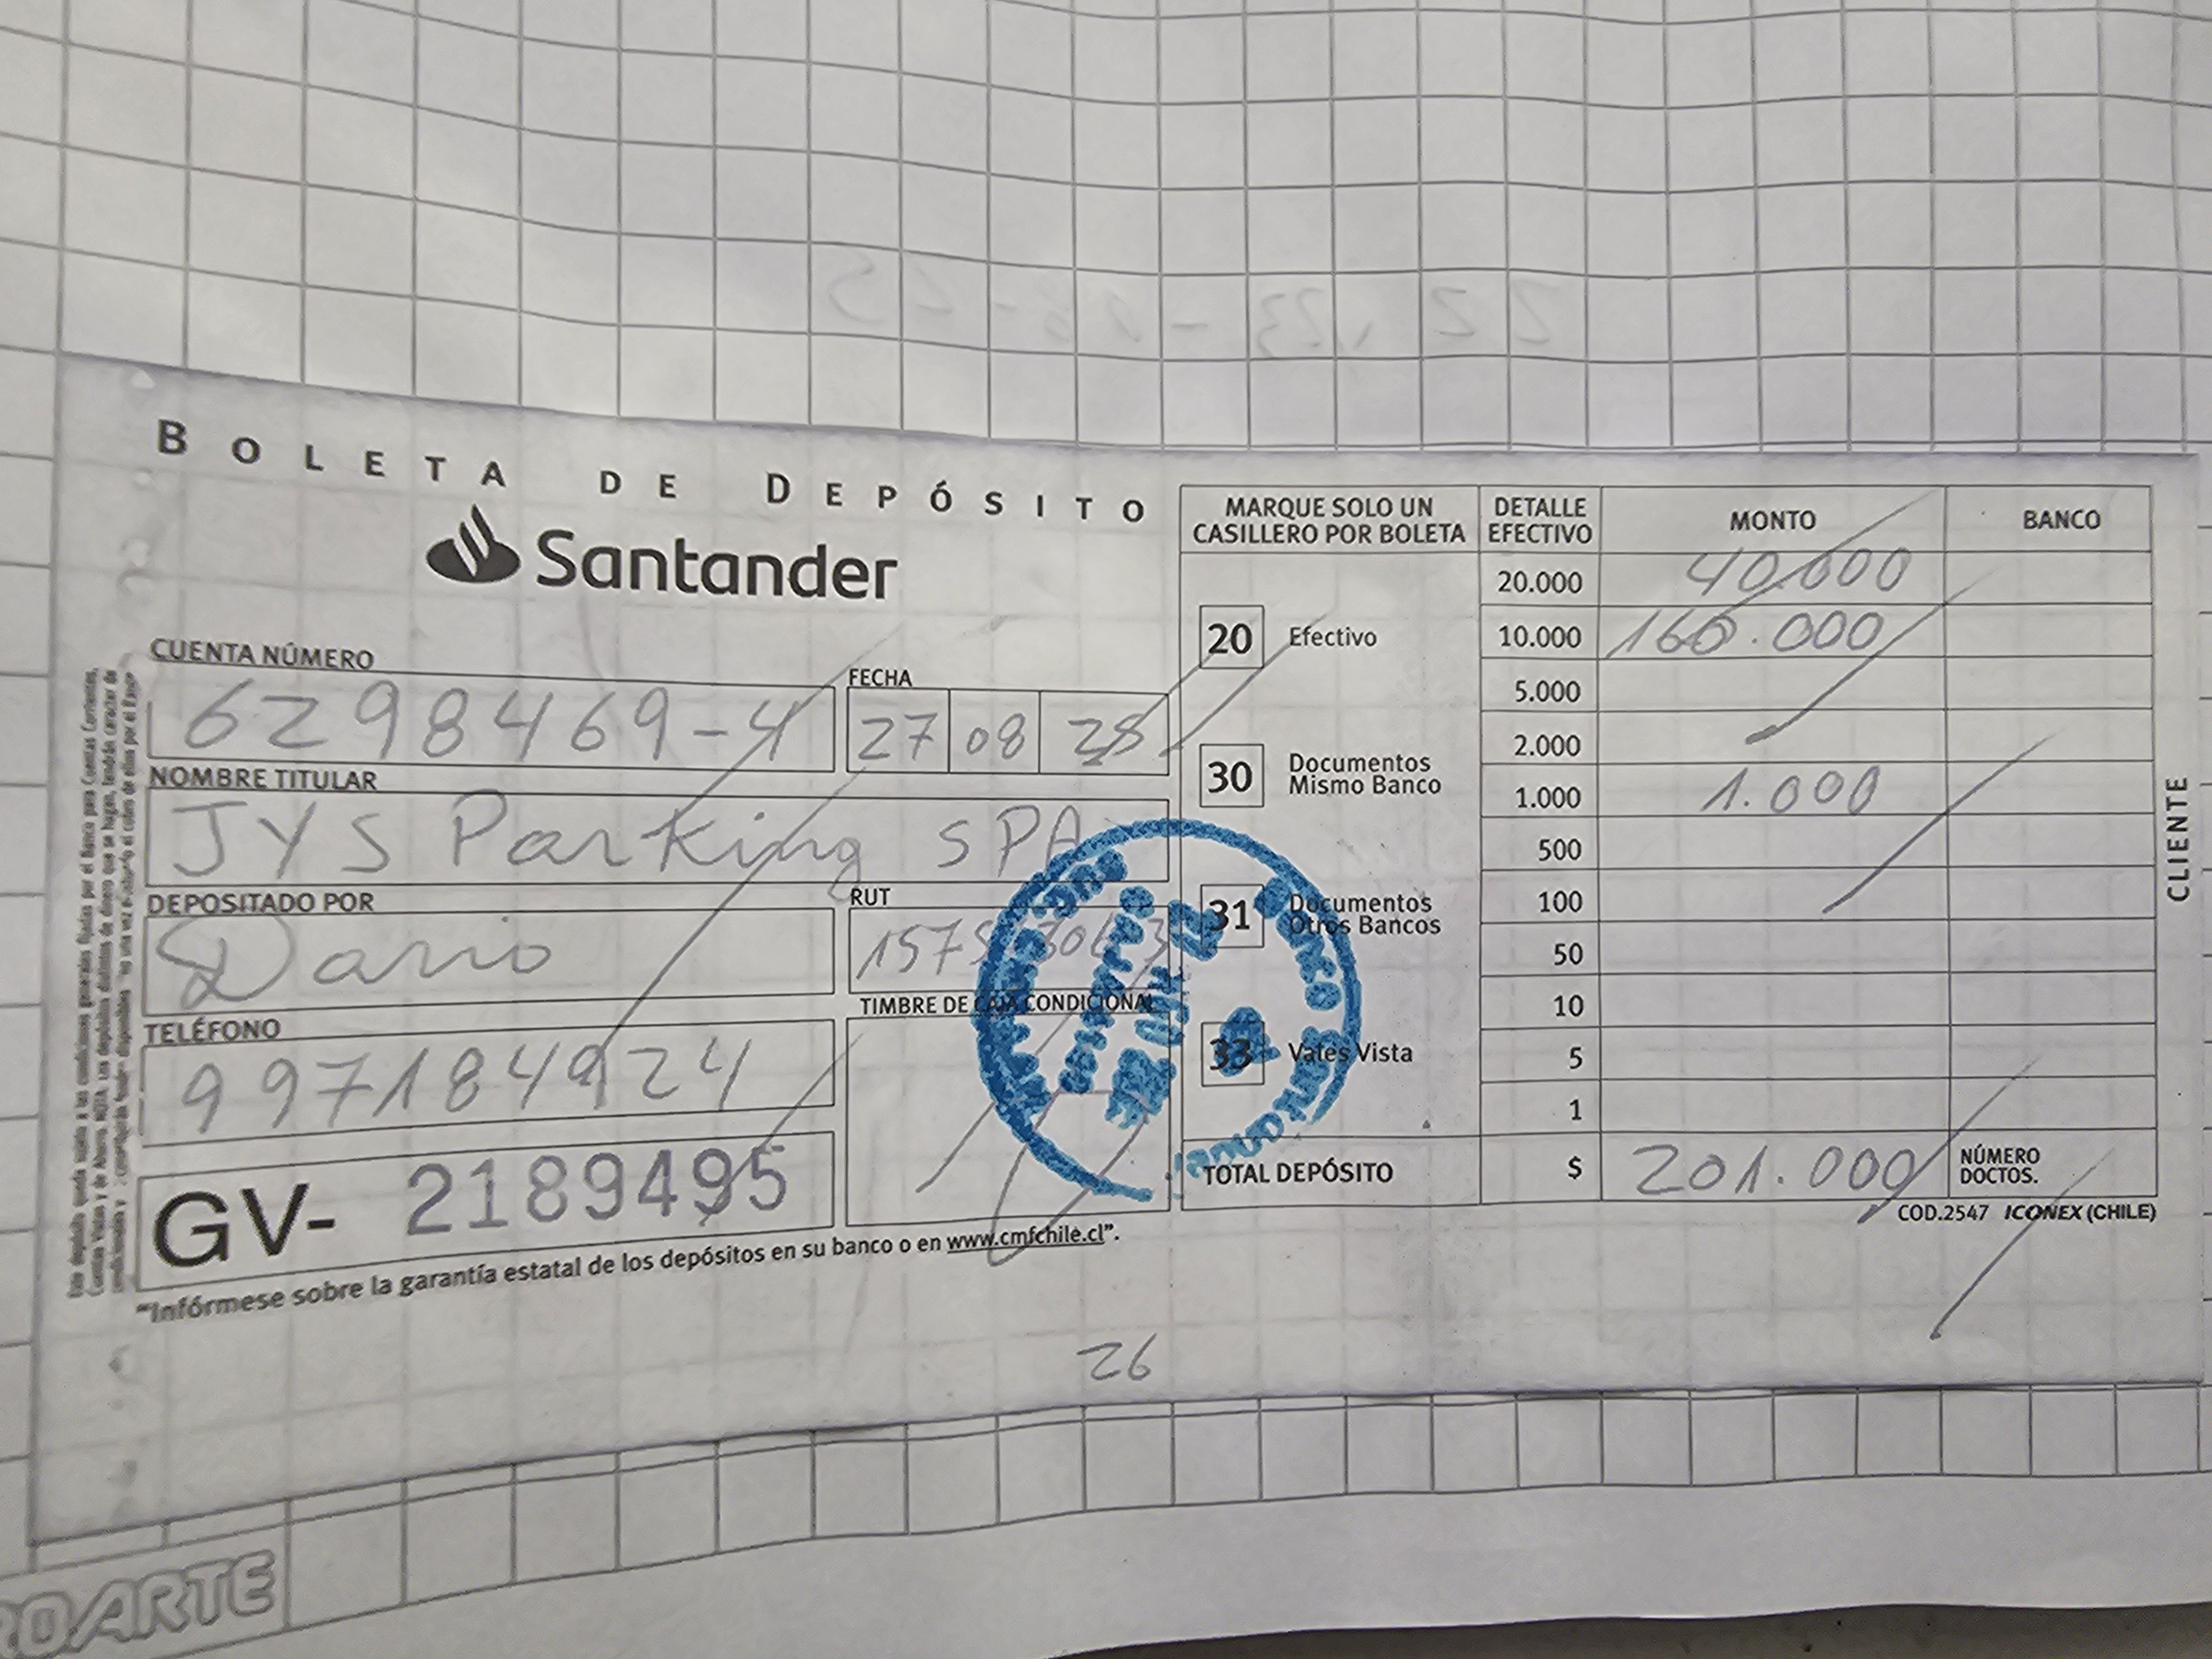 BOLETA DE DEPÓSITO
Santander
CUENTA NÚMERO
6298469-4
FECHA
27 08 25
NOMBRE TITULAR
JYS Parking SPA
DEPOSITADO POR
Dario
RUT
TIMBRE DE CAJA CONDICIONAL
TELÉFONO
997184924
GV- 2189495
"Infórmese sobre la garantía estatal de los depósitos en su banco o en www.cmfchile.cl".
26
MARQUE SOLO UN CASILLERO POR BOLETA
20 Efectivo
30 Documentos Mismo Banco
31 Documentos Otros Bancos
33 Vales Vista
TOTAL DEPÓSITO
DETALLE EFECTIVO MONTO BANCO
20.000 40.000
10.000 160.000
5.000
2.000
1.000 1.000
500
100
50
10
5
1
$ 201.000 NÚMERO DOCTOS.
COD.2547 ICONEX (CHILE)
CLIENTE
ROARTE